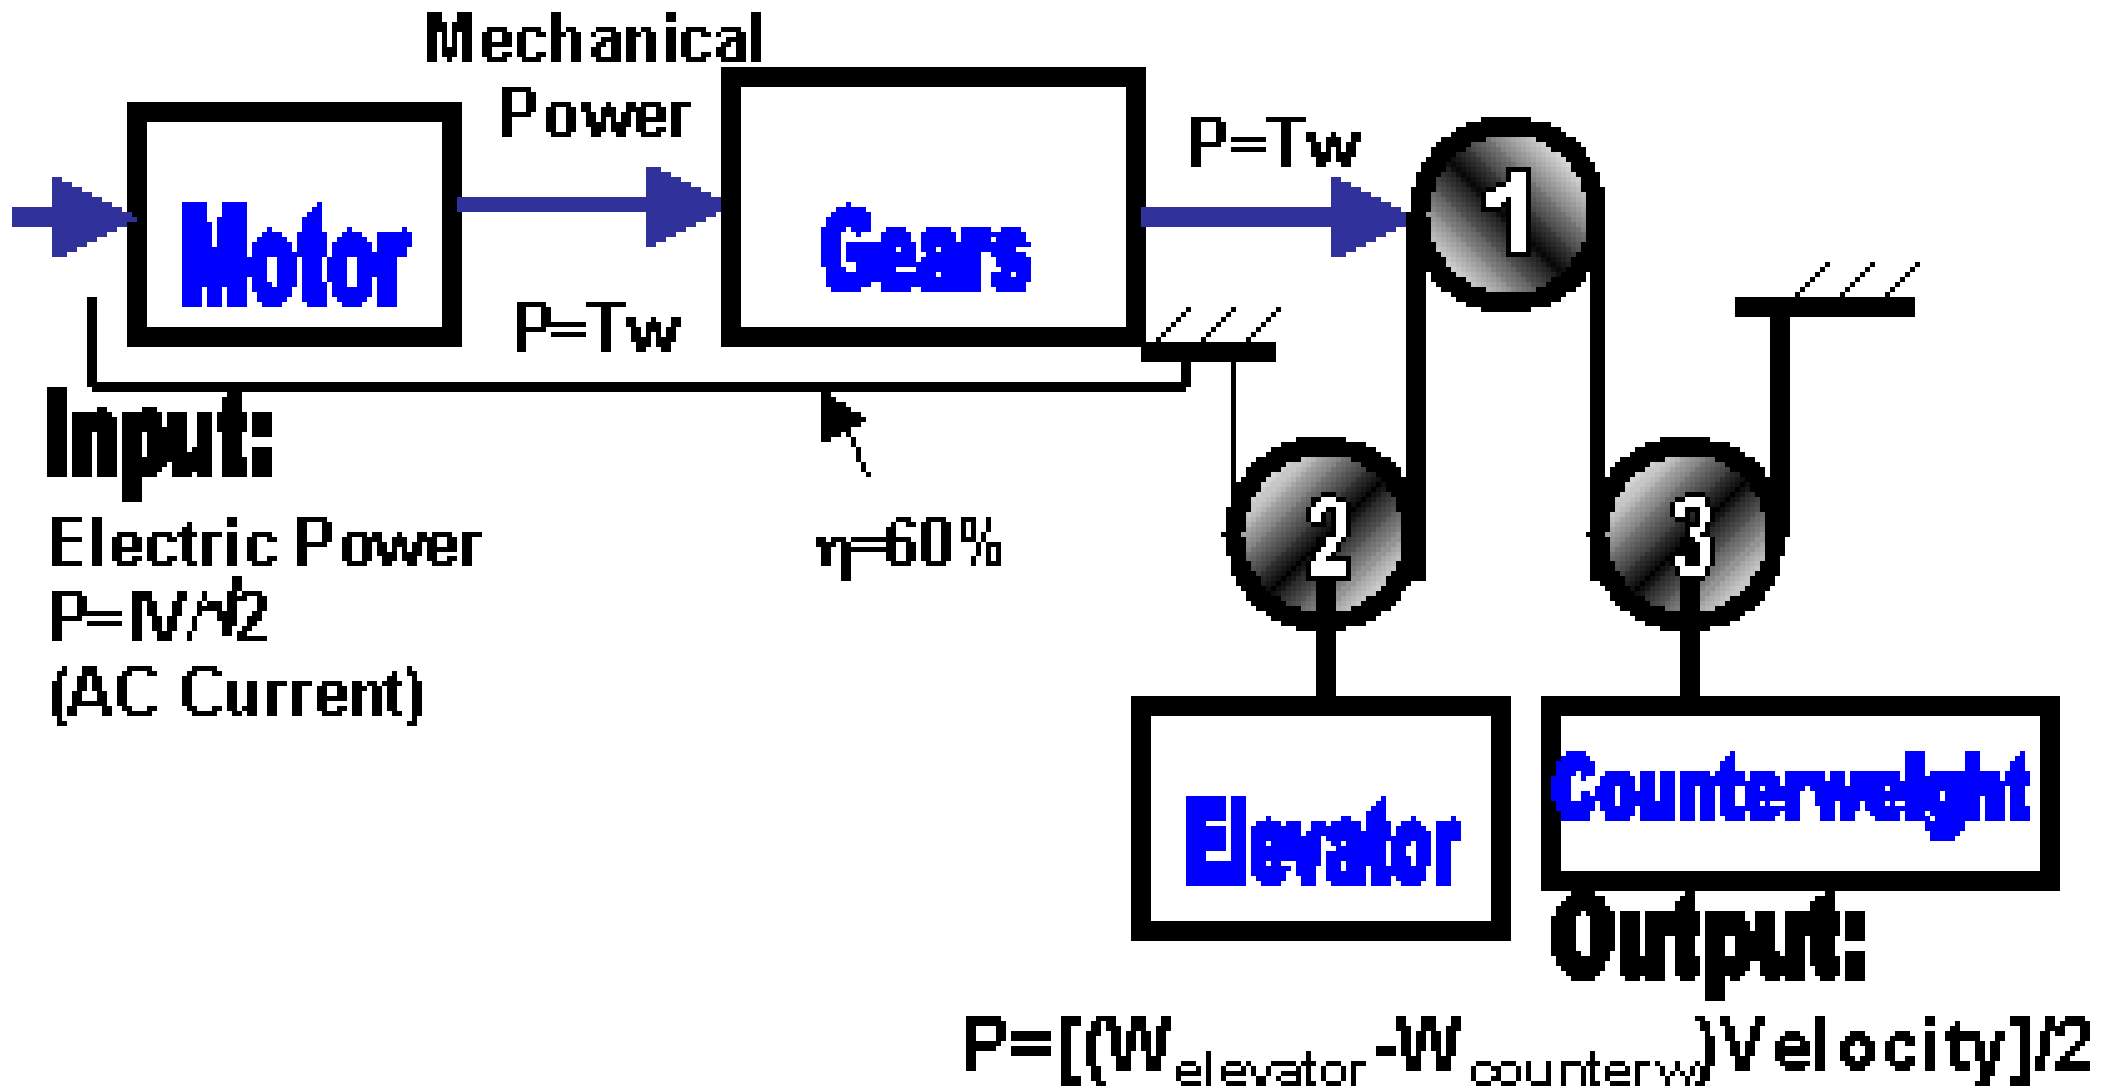 Mechanical
Power
Motor
P=Tw
Gears
P=Tw
1
Input:
Electric Power
P=IV/√2
(AC Current)
η=60%
2
3
Elevator
Counterweight
Output:
P=[(Welevator-Wcounterw)Velocity]/2